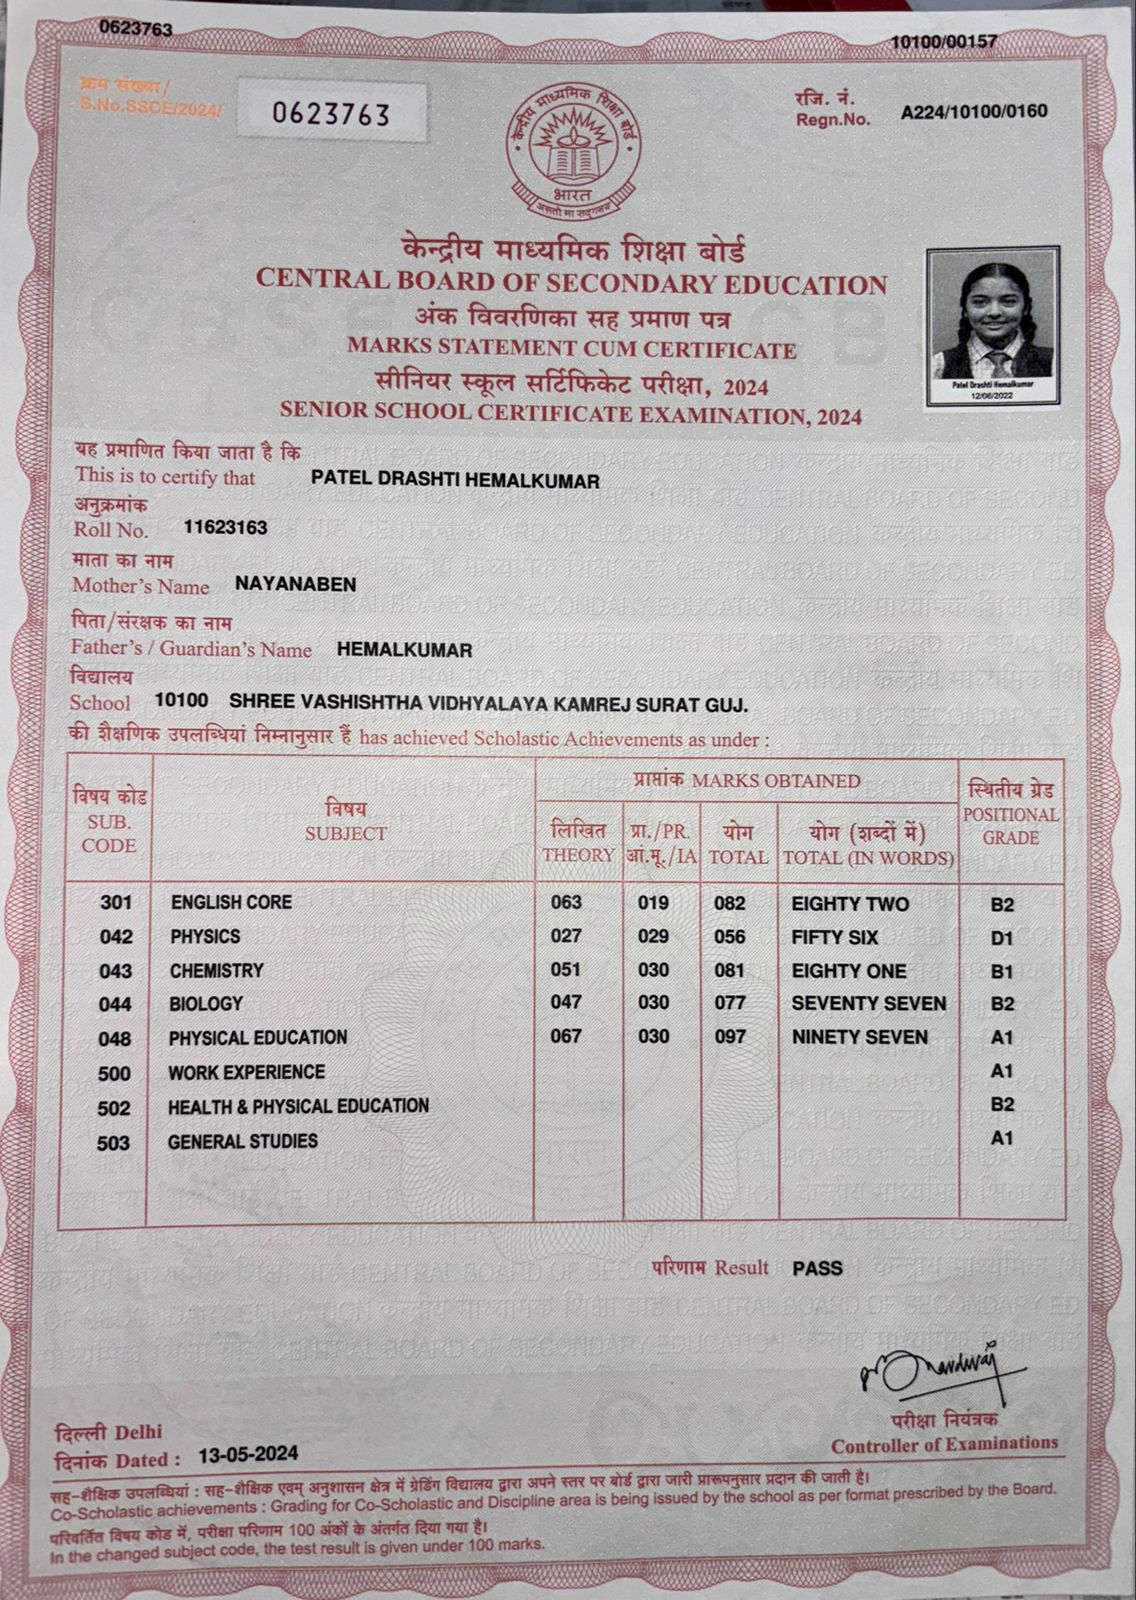 0623763
10100/00157
क्रम संख्या/
S.No.SSCE/2024/
0623763
रजि. नं.
Regn.No. A224/10100/0160
केन्द्रीय माध्यमिक शिक्षा बोर्ड
भारत
असतो मा सद्गमय
केन्द्रीय माध्यमिक शिक्षा बोर्ड
CENTRAL BOARD OF SECONDARY EDUCATION
अंक विवरणिका सह प्रमाण पत्र
MARKS STATEMENT CUM CERTIFICATE
सीनियर स्कूल सर्टिफिकेट परीक्षा, 2024
SENIOR SCHOOL CERTIFICATE EXAMINATION, 2024
Patel Drashti Hemalkumar
12/06/2022
यह प्रमाणित किया जाता है कि
This is to certify that PATEL DRASHTI HEMALKUMAR
अनुक्रमांक
Roll No. 11623163
माता का नाम
Mother's Name NAYANABEN
पिता/संरक्षक का नाम
Father's / Guardian's Name HEMALKUMAR
विद्यालय
School 10100 SHREE VASHISHTHA VIDHYALAYA KAMREJ SURAT GUJ.
की शैक्षणिक उपलब्धियां निम्नानुसार हैं has achieved Scholastic Achievements as under :
विषय कोड
SUB.
CODE
विषय
SUBJECT
प्राप्तांक MARKS OBTAINED
लिखित
THEORY
प्रा./PR.
आं.मू./IA
योग
TOTAL
योग (शब्दों में)
TOTAL (IN WORDS)
स्थितीय ग्रेड
POSITIONAL
GRADE
301 ENGLISH CORE 063 019 082 EIGHTY TWO B2
042 PHYSICS 027 029 056 FIFTY SIX D1
043 CHEMISTRY 051 030 081 EIGHTY ONE B1
044 BIOLOGY 047 030 077 SEVENTY SEVEN B2
048 PHYSICAL EDUCATION 067 030 097 NINETY SEVEN A1
500 WORK EXPERIENCE A1
502 HEALTH & PHYSICAL EDUCATION B2
503 GENERAL STUDIES A1
परिणाम Result PASS
परीक्षा नियंत्रक
Controller of Examinations
दिल्ली Delhi
दिनांक Dated : 13-05-2024
सह-शैक्षिक उपलब्धियां : सह-शैक्षिक एवम् अनुशासन क्षेत्र में ग्रेडिंग विद्यालय द्वारा अपने स्तर पर बोर्ड द्वारा जारी प्रारूपनुसार प्रदान की जाती है।
Co-Scholastic achievements : Grading for Co-Scholastic and Discipline area is being issued by the school as per format prescribed by the Board.
परिवर्तित विषय कोड में, परीक्षा परिणाम 100 अंकों के अंतर्गत दिया गया है।
In the changed subject code, the test result is given under 100 marks.